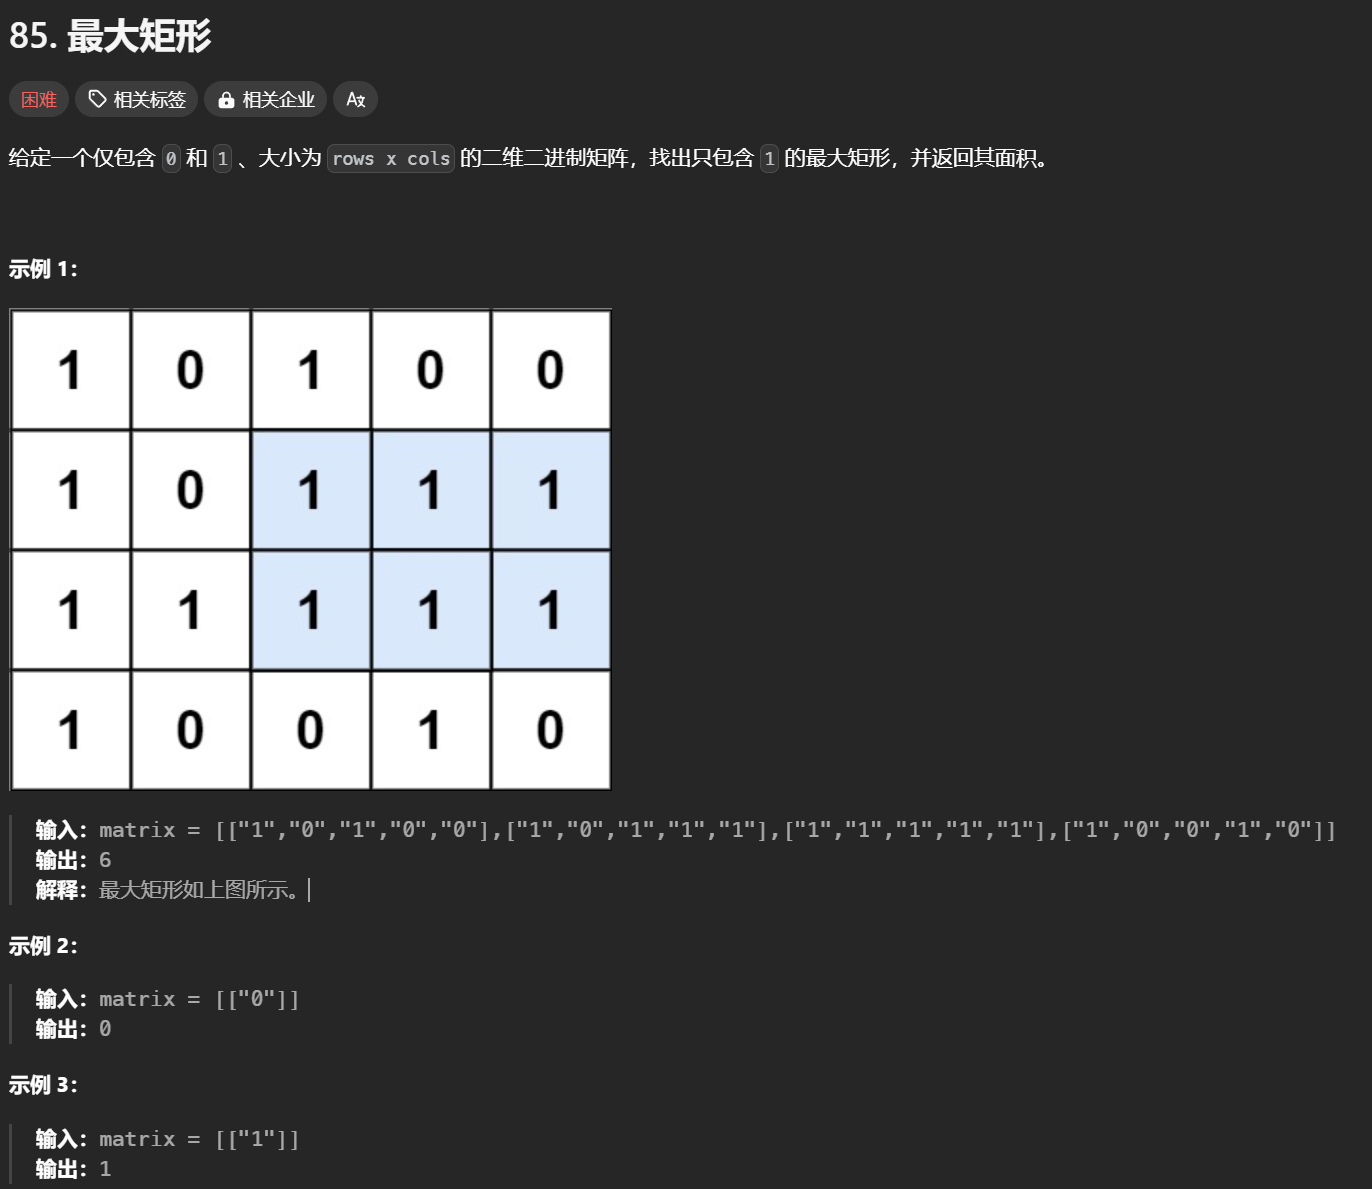 85. 最大矩形
困难 相关标签 相关企业 Aあ
给定一个仅包含 0 和 1 、大小为 rows x cols 的二维二进制矩阵，找出只包含 1 的最大矩形，并返回其面积。
示例 1：
1 0 1 0 0
1 0 1 1 1
1 1 1 1 1
1 0 0 1 0
输入：matrix = [["1","0","1","0","0"],["1","0","1","1","1"],["1","1","1","1","1"],["1","0","0","1","0"]]
输出：6
解释：最大矩形如上图所示。
示例 2：
输入：matrix = [["0"]]
输出：0
示例 3：
输入：matrix = [["1"]]
输出：1